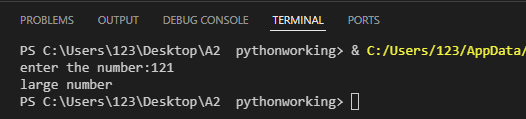 PROBLEMS OUTPUT DEBUG CONSOLE TERMINAL PORTS
PS C:\Users\123\Desktop\A2  pythonworking> & C:/Users/123/AppData/
enter the number:121
large number
PS C:\Users\123\Desktop\A2  pythonworking>